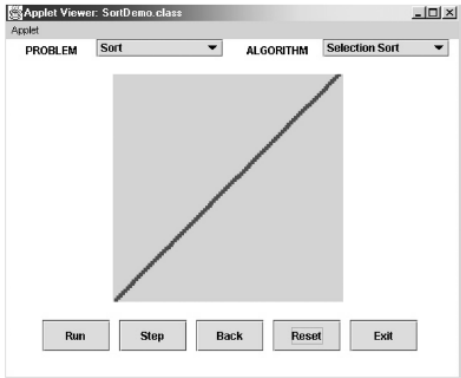 Applet Viewer: SortDemo.class
Applet
PROBLEM Sort ALGORITHM Selection Sort
Run Step Back Reset Exit